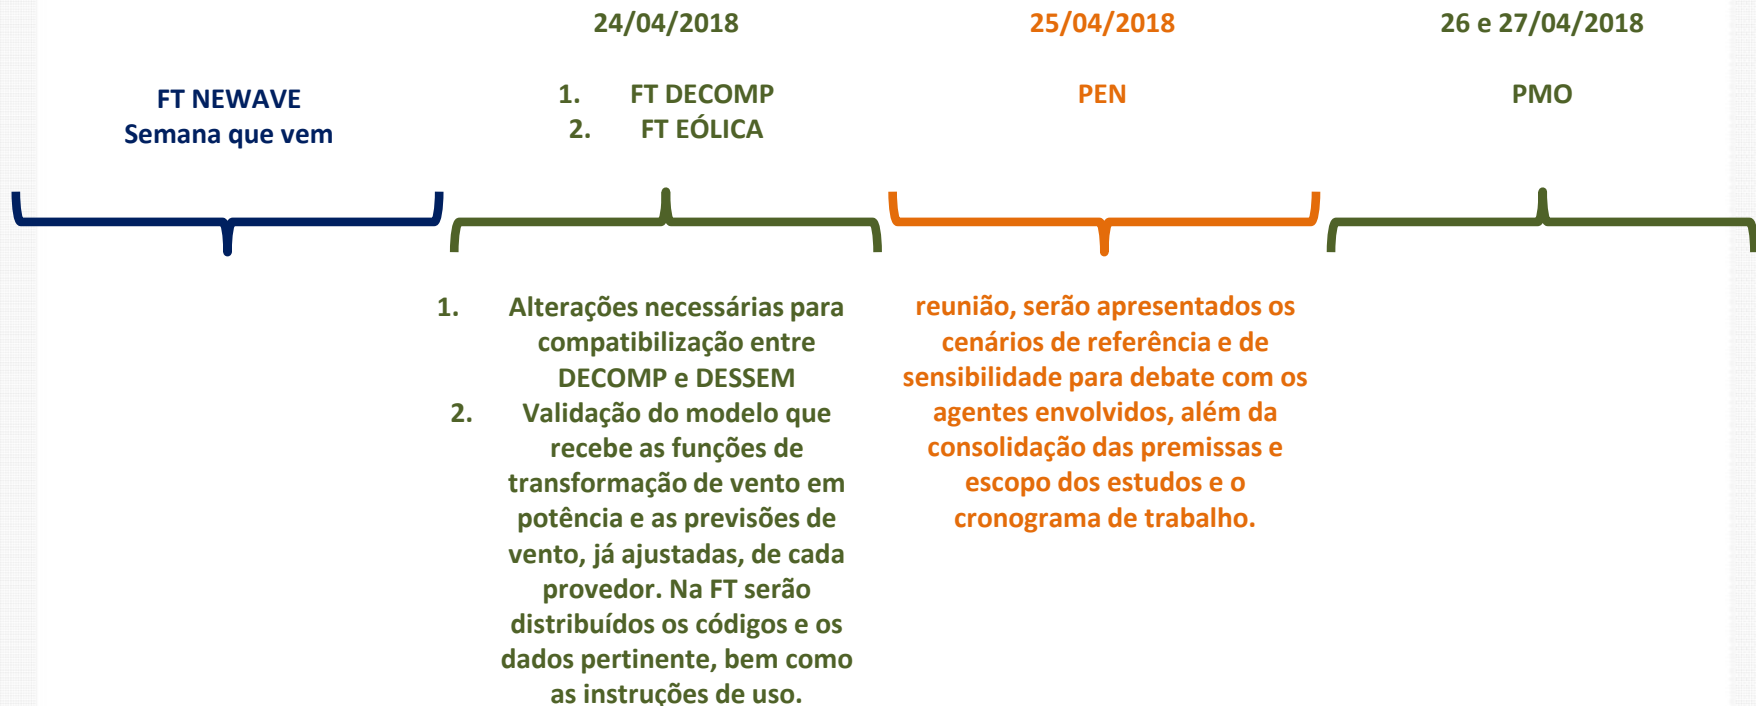 FT NEWAVE
Semana que vem
24/04/2018
1. FT DECOMP
2. FT EÓLICA
25/04/2018
PEN
26 e 27/04/2018
PMO
1. Alterações necessárias para
compatibilização entre
DECOMP e DESSEM
2. Validação do modelo que
recebe as funções de
transformação de vento em
potência e as previsões de
vento, já ajustadas, de cada
provedor. Na FT serão
distribuídos os códigos e os
dados pertinente, bem como
as instruções de uso.
reunião, serão apresentados os
cenários de referência e de
sensibilidade para debate com os
agentes envolvidos, além da
consolidação das premissas e
escopo dos estudos e o
cronograma de trabalho.